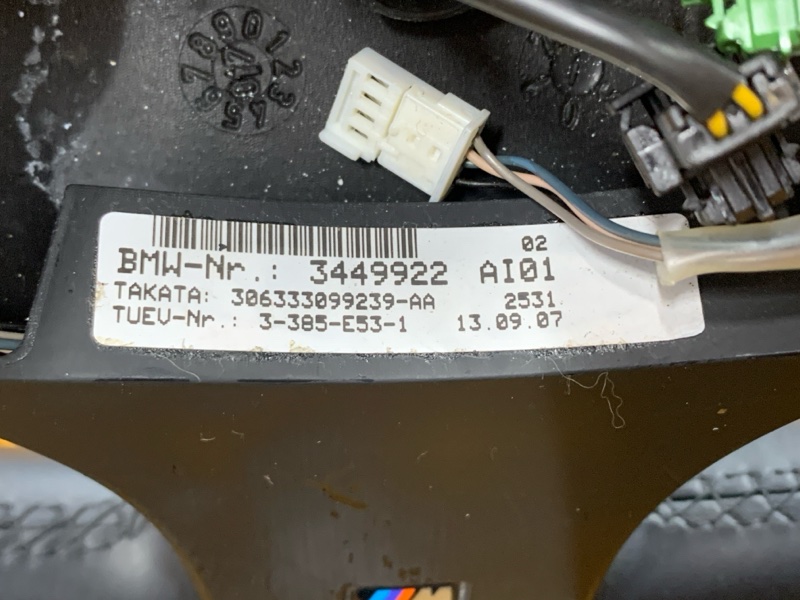 02
BMW-Nr.: 3449922 AI01
TAKATA: 306333099239-AA 2531
TUEV-Nr.: 3-385-E53-1 13.09.07
M